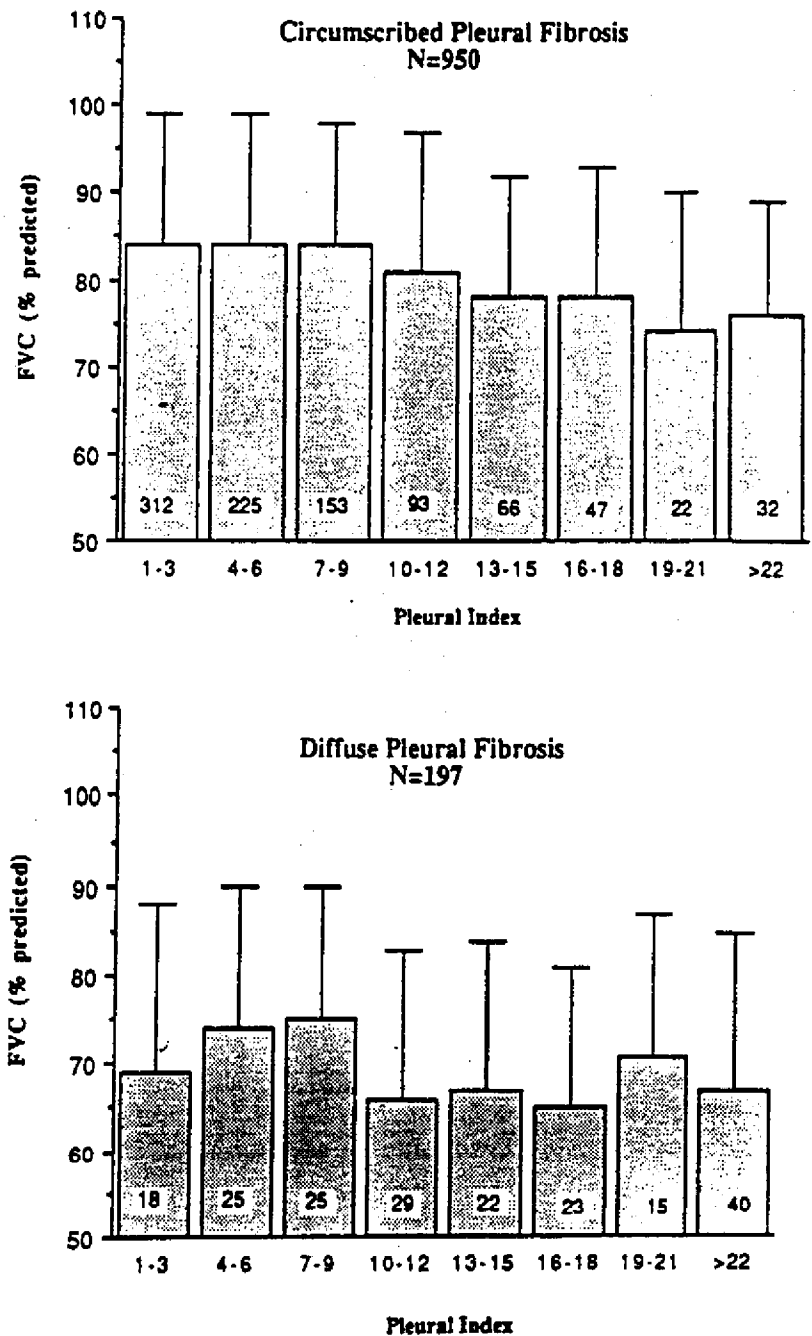 Circumscribed Pleural Fibrosis
N=950
FVC (% predicted)
110
100
90
80
70
60
50
312 225 153 93 66 47 22 32
1-3 4-6 7-9 10-12 13-15 16-18 19-21 >22
Pleural Index
Diffuse Pleural Fibrosis
N=197
FVC (% predicted)
110
100
90
80
70
60
50
18 25 25 29 22 23 15 40
1-3 4-6 7-9 10-12 13-15 16-18 19-21 >22
Pleural Index